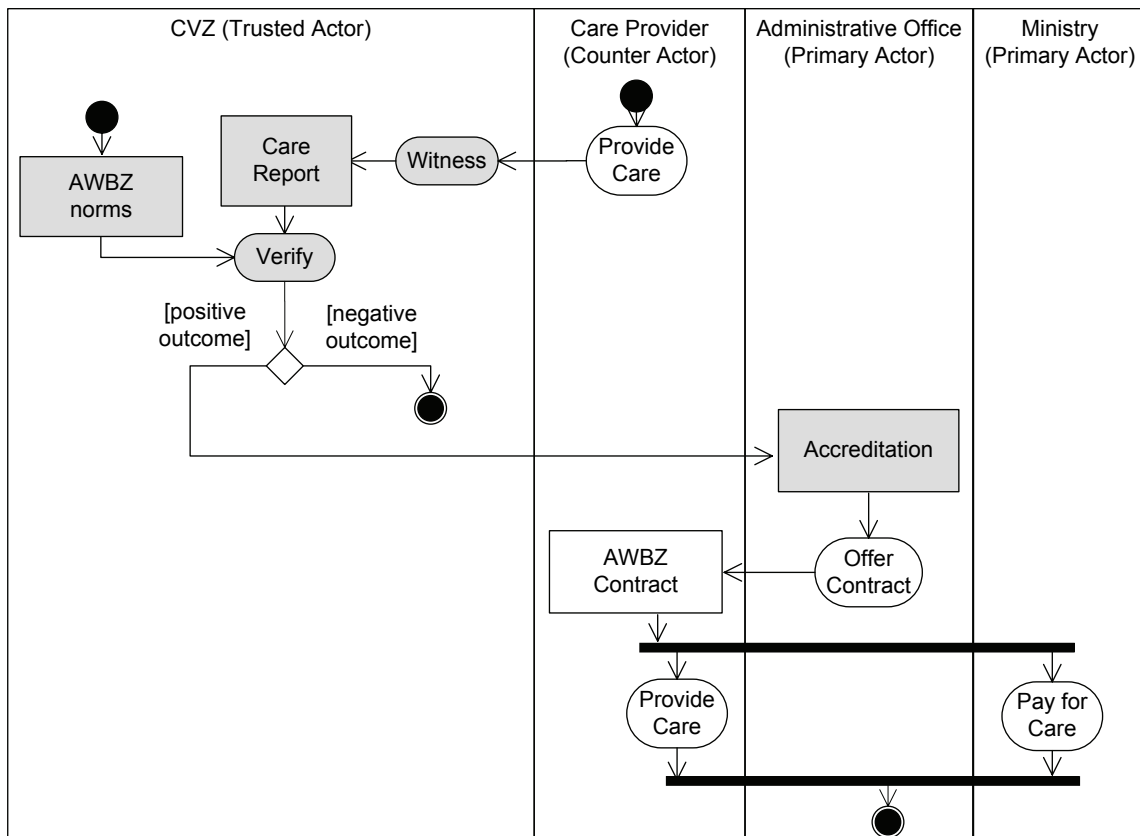 CVZ (Trusted Actor)
Care Provider
(Counter Actor)
Administrative Office
(Primary Actor)
Ministry
(Primary Actor)
AWBZ
norms
Care
Report
Witness
Provide
Care
Verify
[positive
outcome]
[negative
outcome]
Accreditation
AWBZ
Contract
Offer
Contract
Provide
Care
Pay for
Care